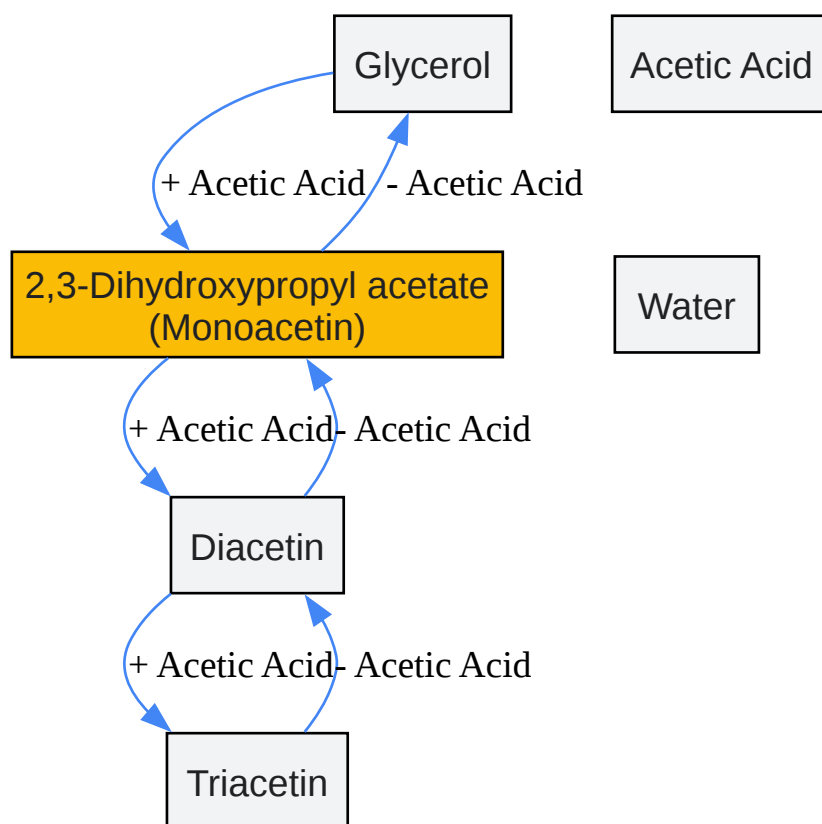 Glycerol
Acetic Acid
+ Acetic Acid
- Acetic Acid
2,3-Dihydroxypropyl acetate
(Monoacetin)
Water
+ Acetic Acid
- Acetic Acid
Diacetin
+ Acetic Acid
- Acetic Acid
Triacetin